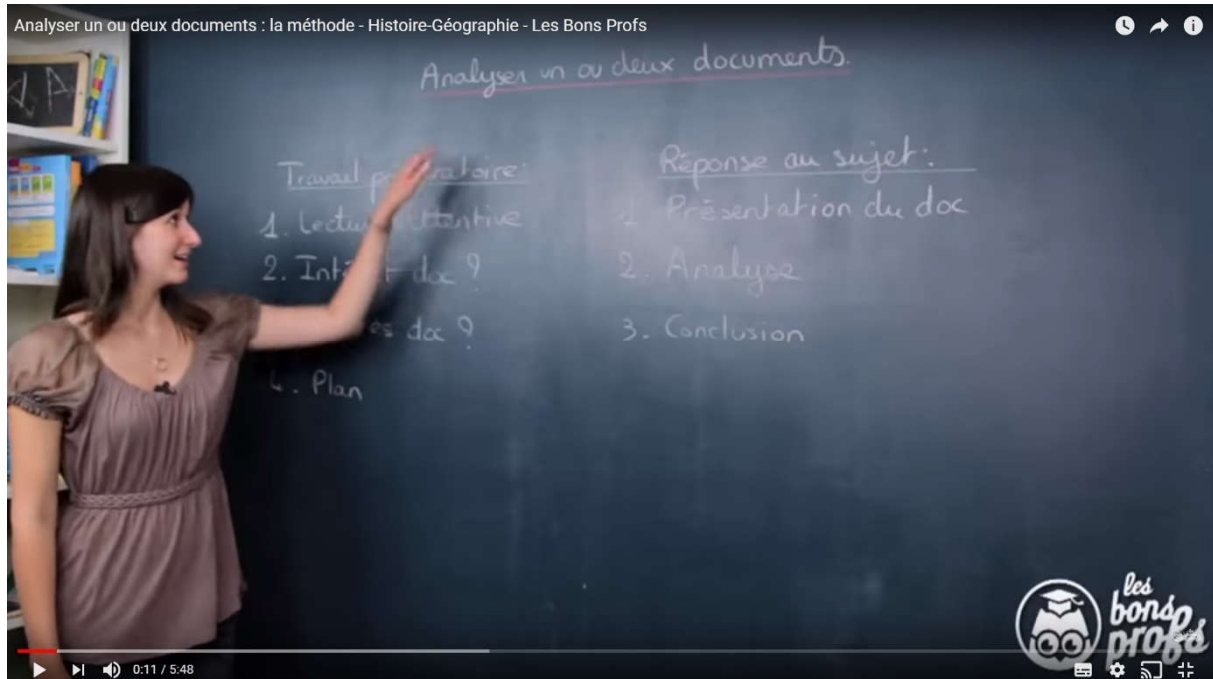 Analyser un ou deux documents : la méthode - Histoire-Géographie - Les Bons Profs
Analyser un ou deux documents.
Travail
1. Lecture attentive
2. doc ?
doc ?
4. Plan
Réponse au sujet :
1. Présentation du doc
2. Analyse
3. Conclusion
les
bons
profs
0:11 / 5:48